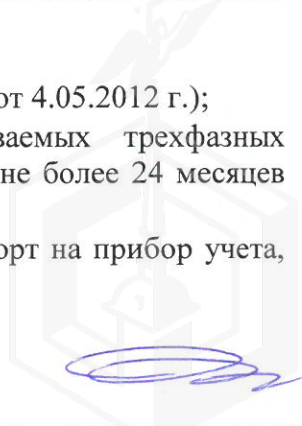 от 4.05.2012 г.);
ваемых трехфазных
не более 24 месяцев
орт на прибор учета,